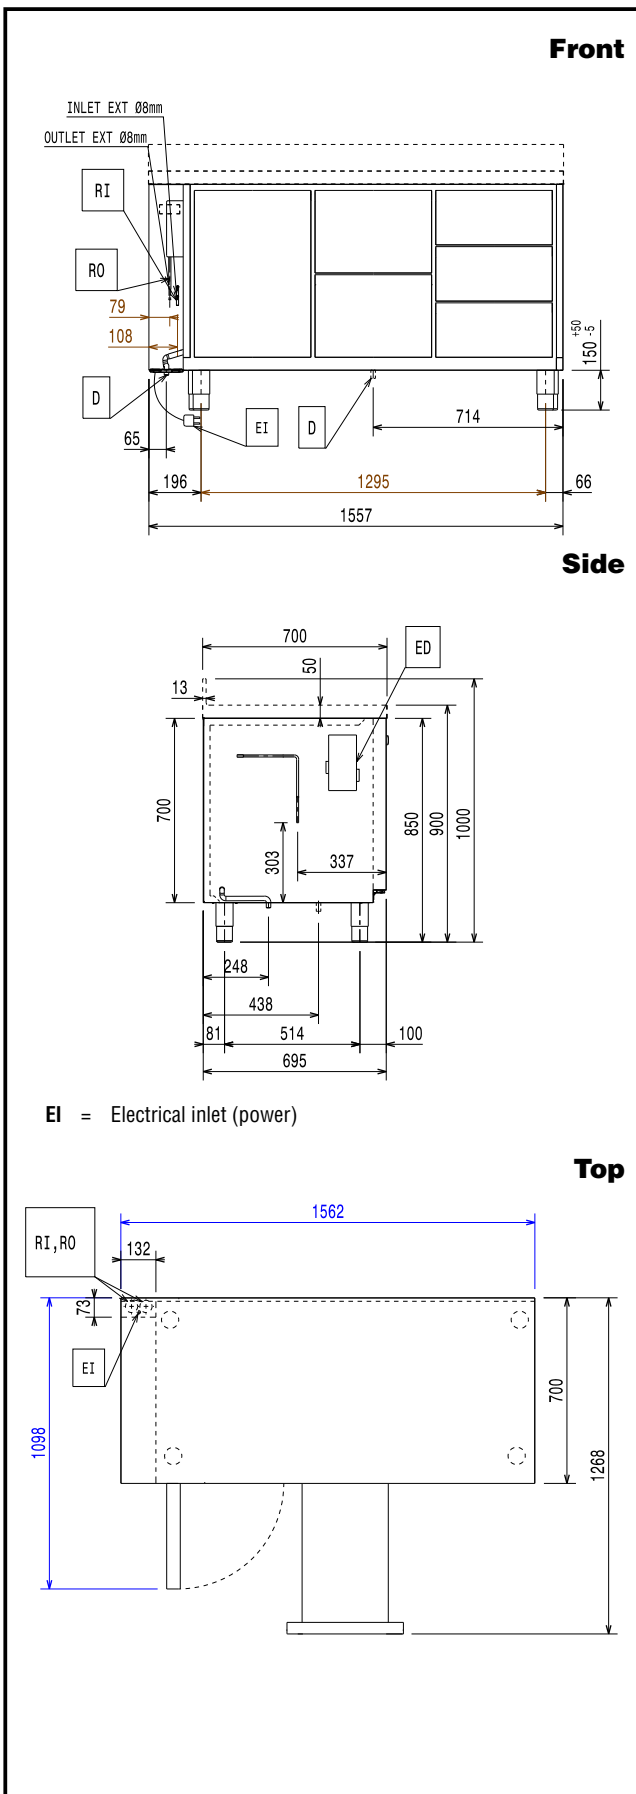 Front
INLET EXT Ø8mm
OUTLET EXT Ø8mm
RI
RO
79
108
+50
150 -5
D
EI
D
714
65
196
1295
66
1557
Side
700
50
ED
13
700
303
337
850
900
1000
248
438
81
514
100
695
EI = Electrical inlet (power)
Top
1562
RI,RO
132
73
EI
1098
700
1268